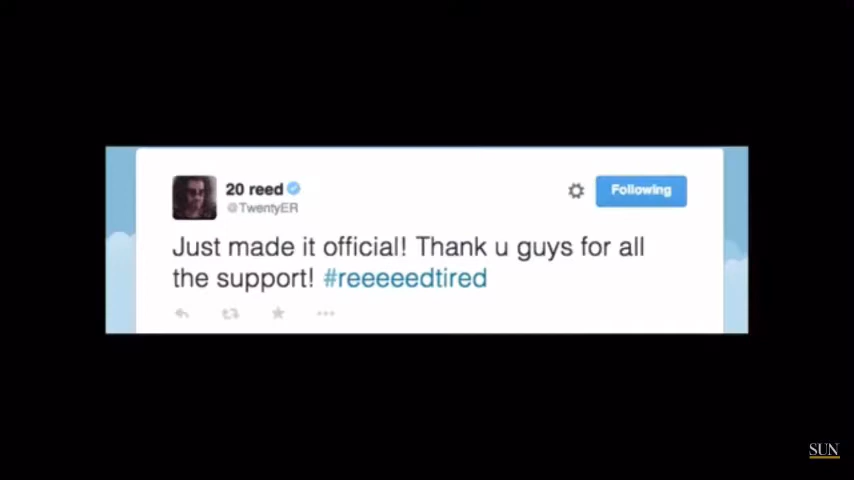 20 reed
@TwentyER
Following
Just made it official! Thank u guys for all
the support! #reeeeedtired
SUN